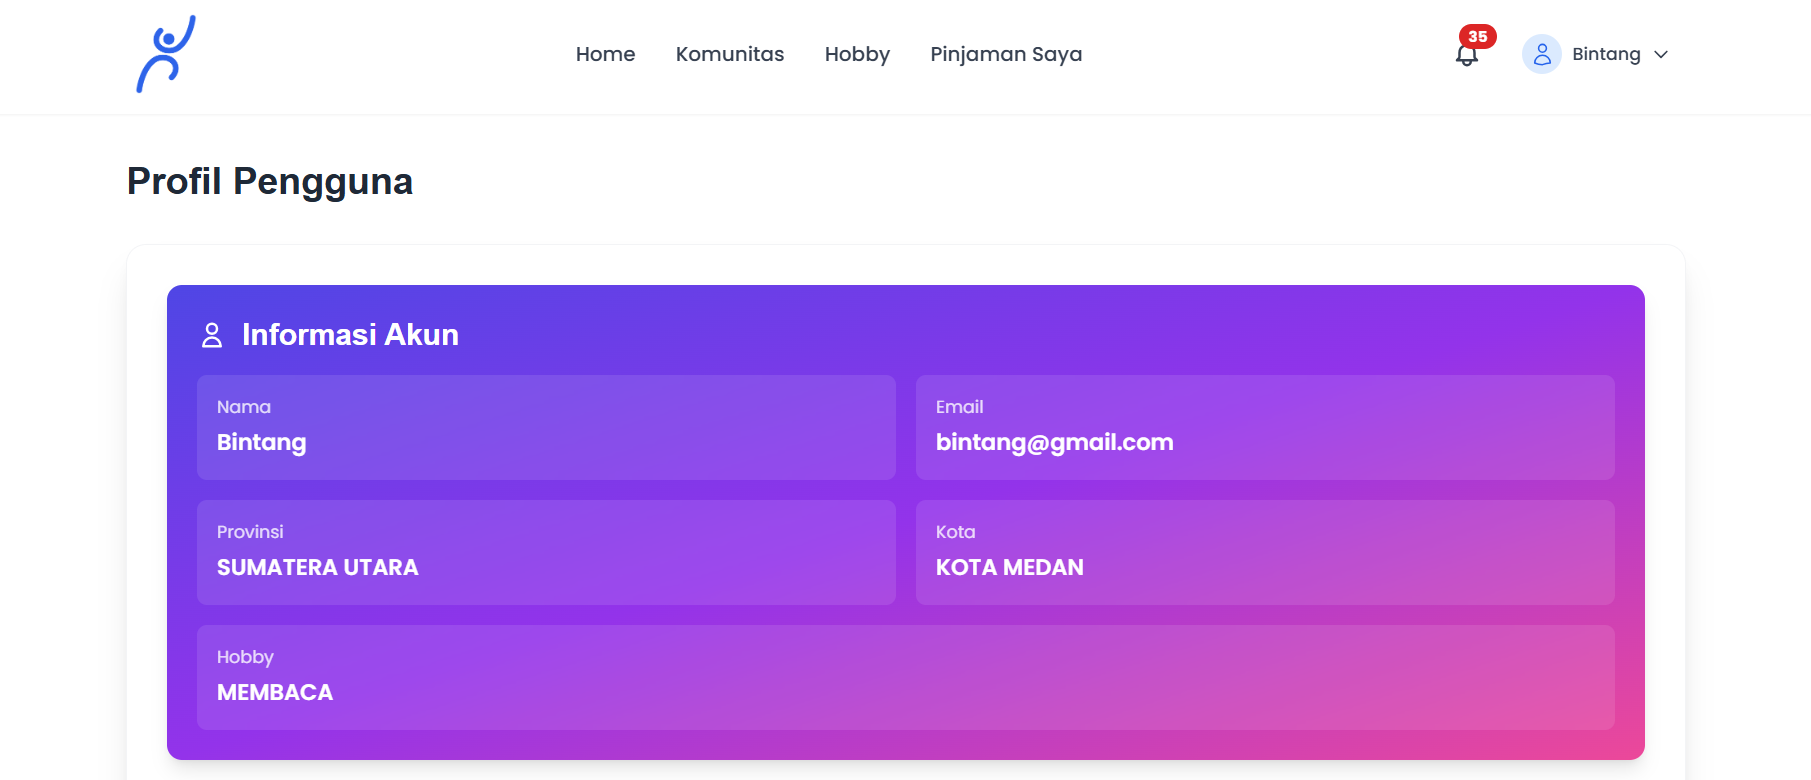 Home Komunitas Hobby Pinjaman Saya 35 Bintang
Profil Pengguna
Informasi Akun
Nama
Bintang
Email
bintang@gmail.com
Provinsi
SUMATERA UTARA
Kota
KOTA MEDAN
Hobby
MEMBACA